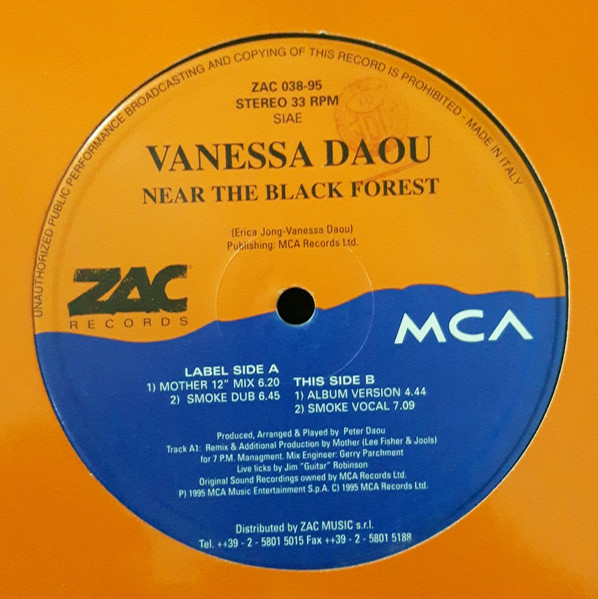 UNAUTHORIZED PUBLIC PERFORMANCE BROADCASTING AND COPYING OF THIS RECORD IS PROHIBITED - MADE IN ITALY
ZAC 038-95
STEREO 33 RPM
SIAE
VANESSA DAOU
NEAR THE BLACK FOREST
(Erica Jong-Vanessa Daou)
Publishing: MCA Records Ltd.
ZAC
RECORDS
MCA
LABEL SIDE A
1) MOTHER 12" MIX 6.20
2) SMOKE DUB 6.45
THIS SIDE B
1) ALBUM VERSION 4.44
2) SMOKE VOCAL 7.09
Produced, Arranged & Played by Peter Daou
Track A1: Remix & Additional Production by Mother (Lee Fisher & Jools)
for 7 P.M. Managment. Mix Engineer: Gerry Parchment
Live licks by Jim "Guitar" Robinson
Original Sound Recordings owned by MCA Records Ltd.
P) 1995 MCA Music Entertainment S.p.A. C) 1995 MCA Records Ltd.
Distributed by ZAC MUSIC s.r.l.
Tel. ++39 - 2 - 5801 5015 Fax ++39 - 2 - 5801 5188